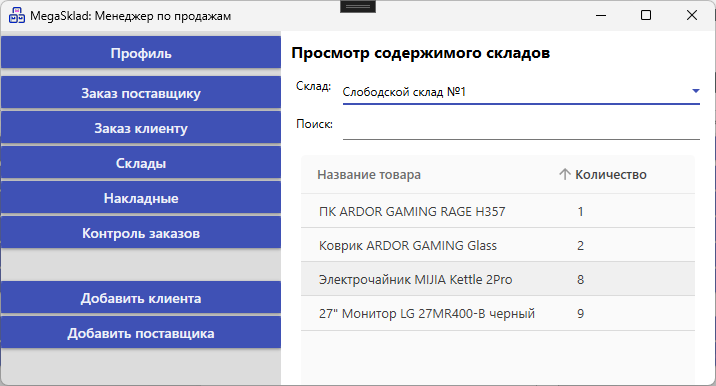 MegaSklad: Менеджер по продажам
Профиль
Заказ поставщику
Заказ клиенту
Склады
Накладные
Контроль заказов
Добавить клиента
Добавить поставщика
Просмотр содержимого складов
Склад: Слободской склад №1
Поиск:
Название товара Количество
ПК ARDOR GAMING RAGE H357 1
Коврик ARDOR GAMING Glass 2
Электрочайник MIJIA Kettle 2Pro 8
27" Монитор LG 27MR400-B черный 9